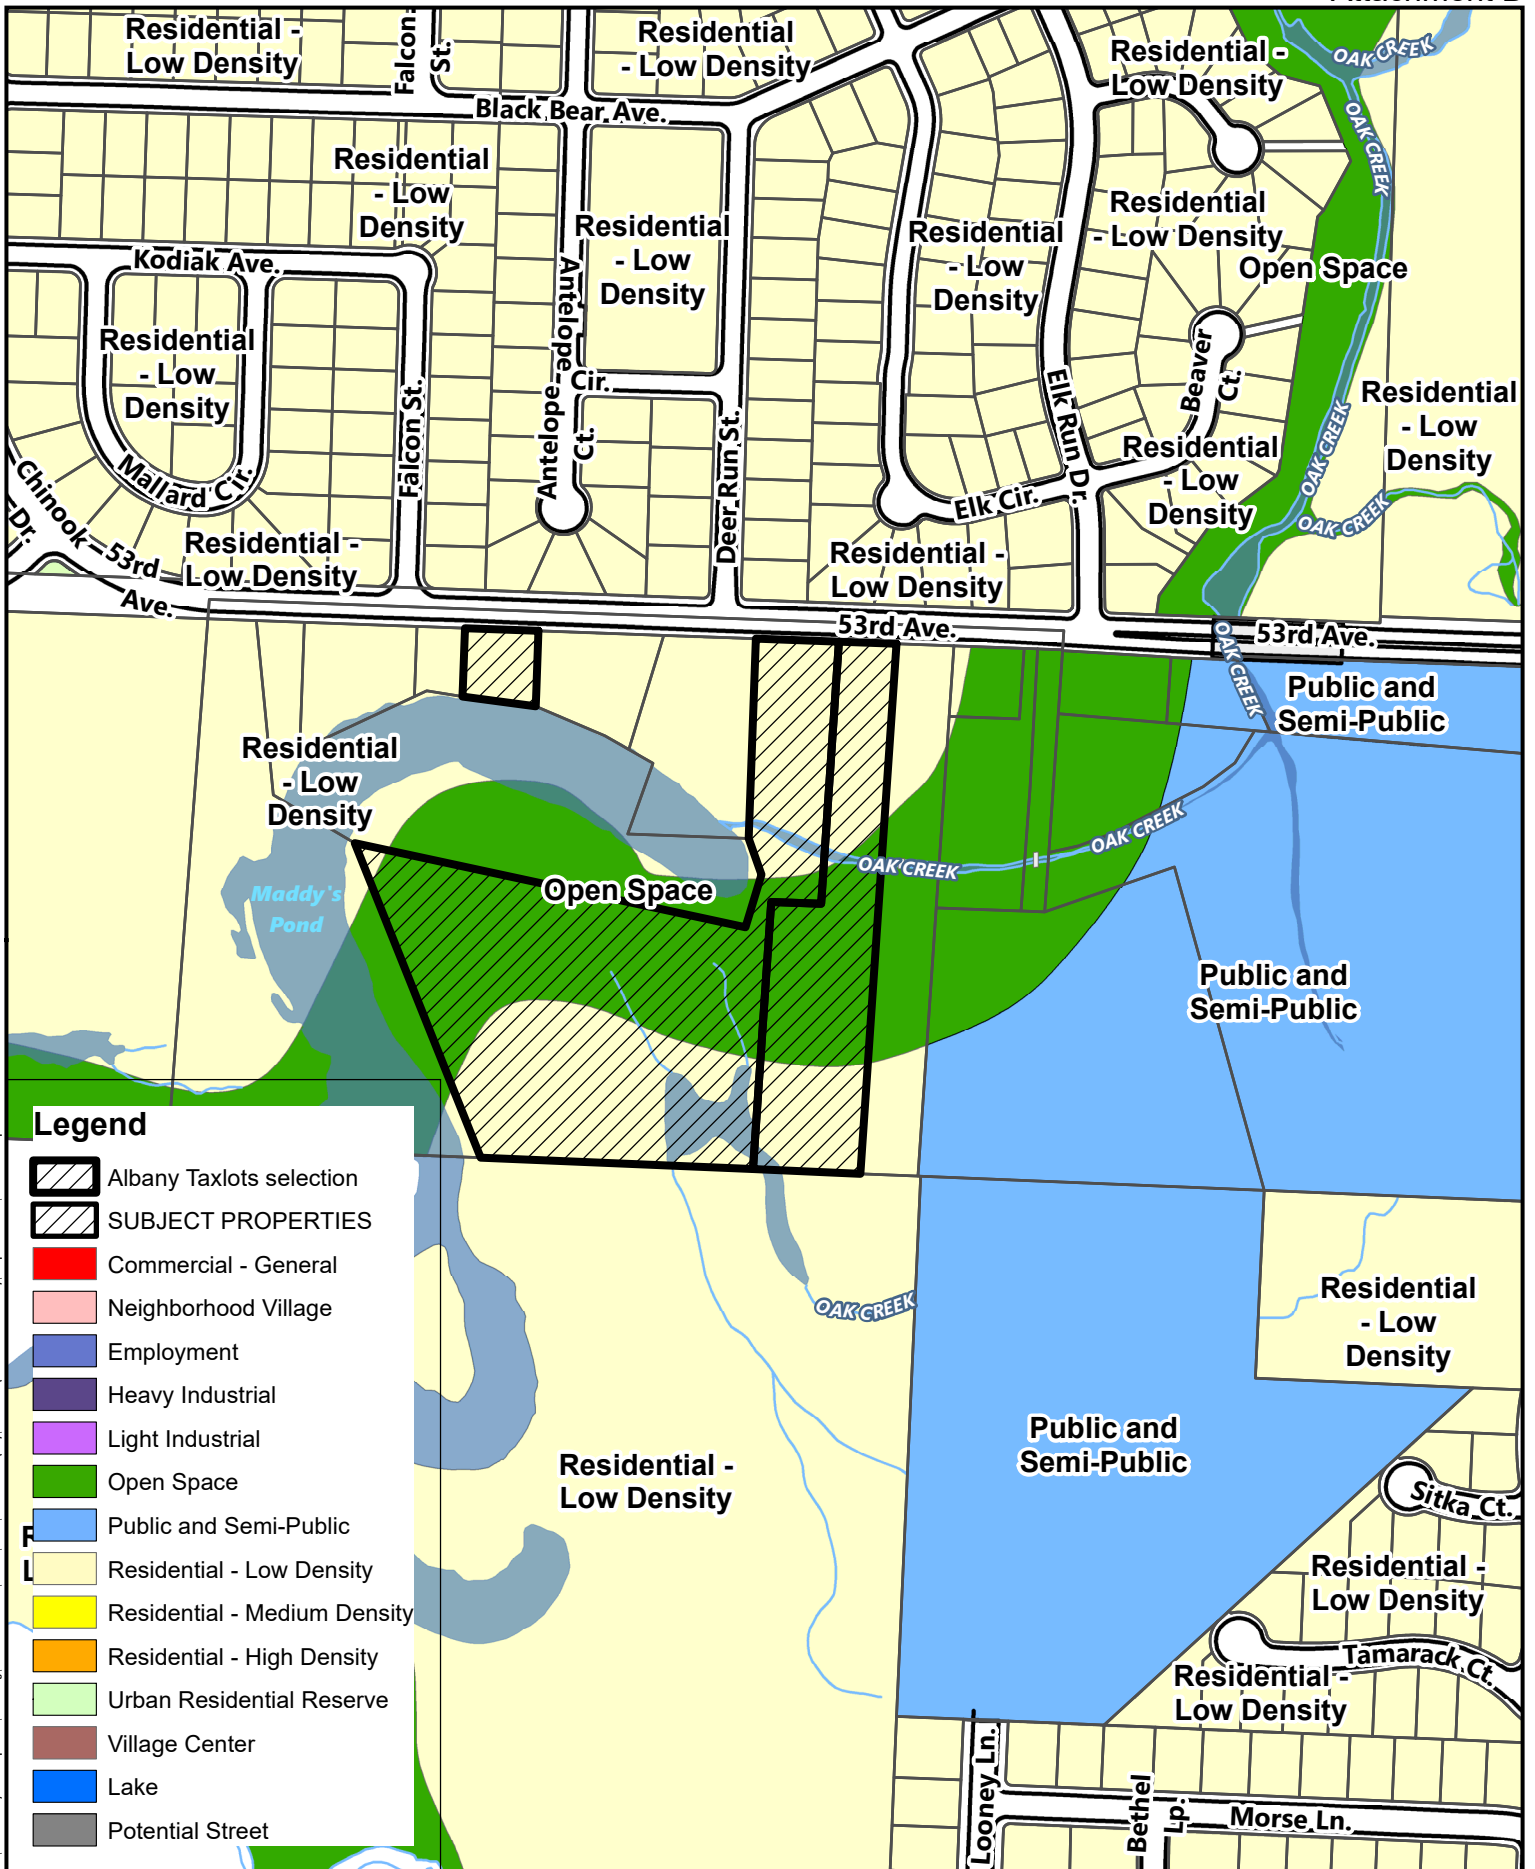 Residential -
Low Density
Falcon
St.
Residential
- Low Density
Residential -
Low Density
OAK CREEK
Black Bear Ave.
OAK CREEK
Residential
- Low
Density
Residential
- Low
Density
Residential
- Low
Density
Residential
- Low Density
Open Space
Kodiak Ave.
Antelope
Cir.
Residential
- Low
Density
Beaver
Ct.
Residential
- Low
Density
Falcon St.
Antelope
Ct.
Deer Run St.
Elk Run Dr.
OAK CREEK
Mallard Cir.
Residential
- Low
Density
Elk Cir.
OAK CREEK
Chinook
Dr.
53rd
Ave.
Residential -
Low Density
Residential -
Low Density
53rd Ave.
53rd Ave.
OAK CREEK
Public and
Semi-Public
Residential
- Low
Density
OAK CREEK
OAK CREEK
Open Space
Maddy's
Pond
Public and
Semi-Public
Legend
Albany Taxlots selection
SUBJECT PROPERTIES
Commercial - General
Neighborhood Village
Employment
Heavy Industrial
Light Industrial
Open Space
Public and Semi-Public
Residential - Low Density
Residential - Medium Density
Residential - High Density
Urban Residential Reserve
Village Center
Lake
Potential Street
OAK CREEK
Residential
- Low
Density
Public and
Semi-Public
Residential -
Low Density
Sitka Ct.
Residential -
Low Density
Tamarack Ct.
Residential -
Low Density
Looney Ln.
Bethel
Lp.
Morse Ln.